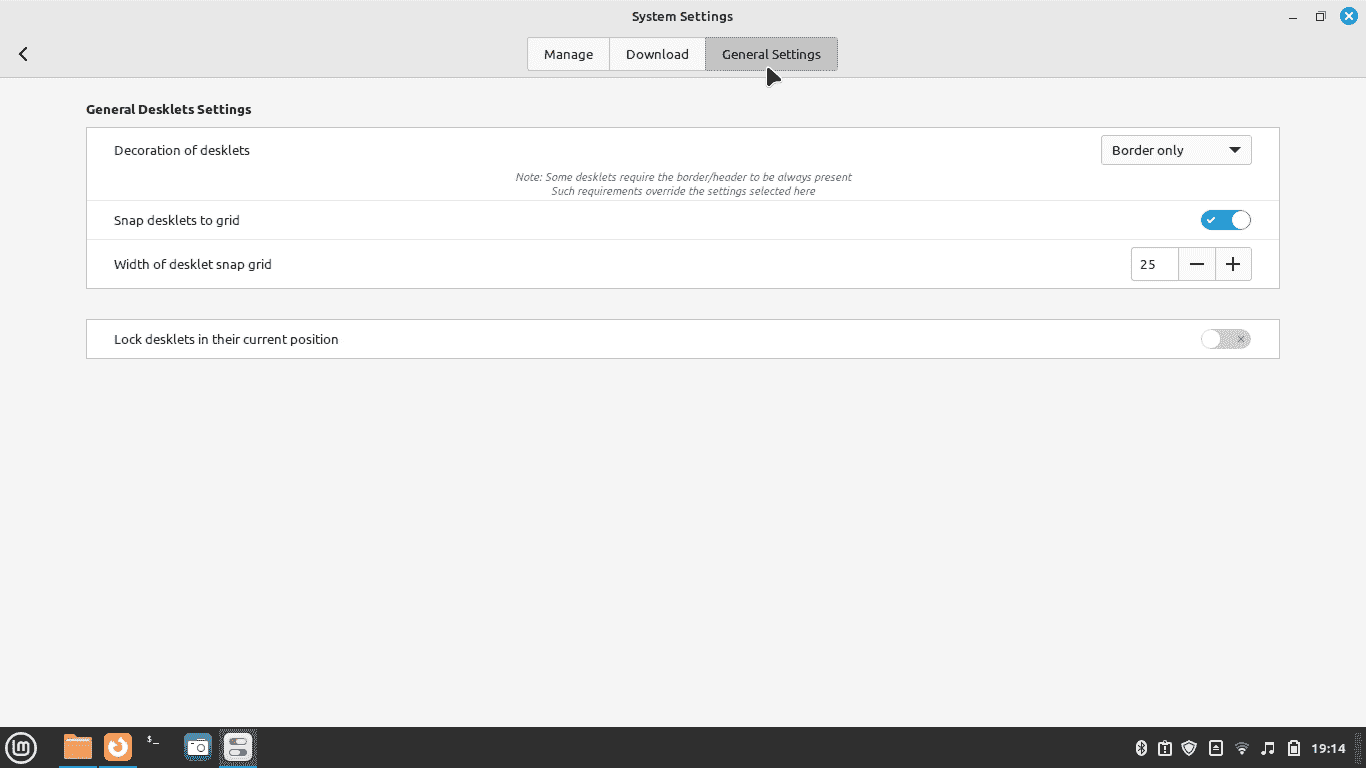 System Settings
Manage
Download
General Settings
General Desklets Settings
Decoration of desklets
Border only
Note: Some desklets require the border/header to be always present
Such requirements override the settings selected here
Snap desklets to grid
Width of desklet snap grid
25
Lock desklets in their current position
$_
lm
19:14